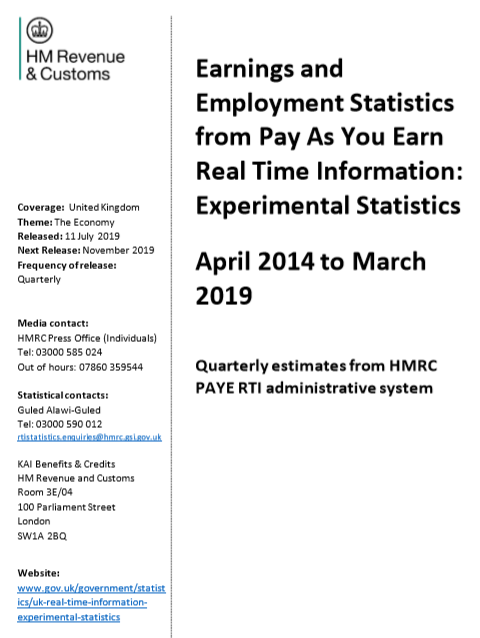 HM Revenue
& Customs
Coverage: United Kingdom
Theme: The Economy
Released: 11 July 2019
Next Release: November 2019
Frequency of release:
Quarterly
Media contact:
HMRC Press Office (Individuals)
Tel: 03000 585 024
Out of hours: 07860 359544
Statistical contacts:
Guled Alawi-Guled
Tel: 03000 590 012
rtistatistics.enquiries@hmrc.gsi.gov.uk
KAI Benefits & Credits
HM Revenue and Customs
Room 3E/04
100 Parliament Street
London
SW1A 2BQ
Website:
www.gov.uk/government/statist
ics/uk-real-time-information-
experimental-statistics
Earnings and
Employment Statistics
from Pay As You Earn
Real Time Information:
Experimental Statistics
April 2014 to March
2019
Quarterly estimates from HMRC
PAYE RTI administrative system